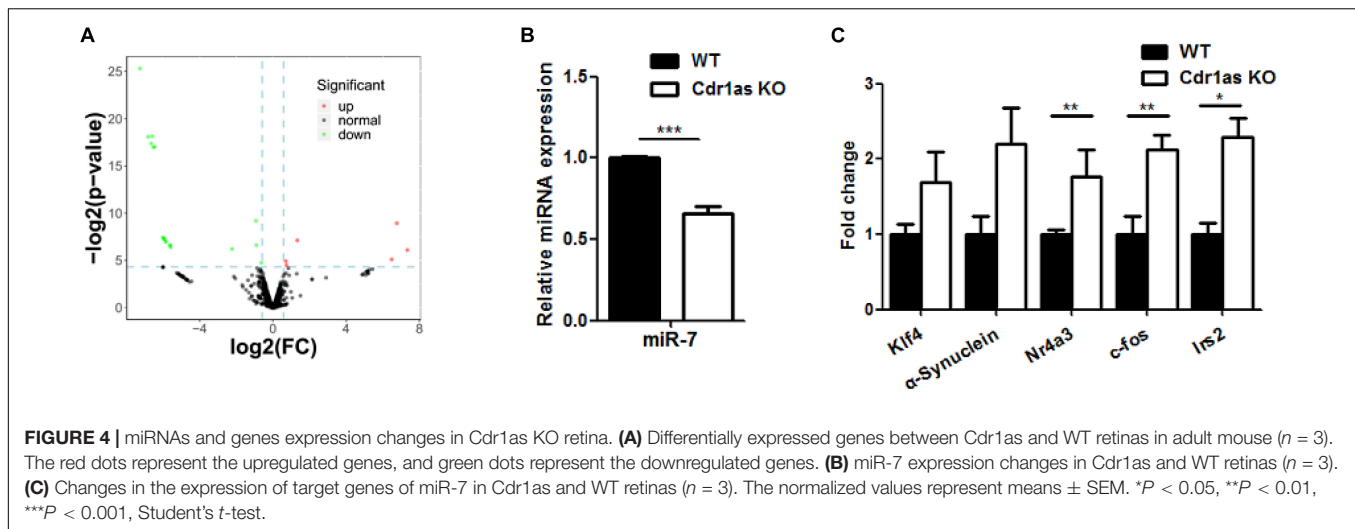 A
25
20
15
10
5
0
−log2(p−value)
Significant
up
normal
down
−4
0
4
8
log2(FC)
B
WT
Cdr1as KO
Relative miRNA expression
1.5
1.0
0.5
0.0
***
miR-7
C
WT
Cdr1as KO
Fold change
3
2
1
0
**
**
*
Klf4
α-Synuclein
Nr4a3
c-fos
Irs2
FIGURE 4 | miRNAs and genes expression changes in Cdr1as KO retina. (A) Differentially expressed genes between Cdr1as and WT retinas in adult mouse (n = 3).
The red dots represent the upregulated genes, and green dots represent the downregulated genes. (B) miR-7 expression changes in Cdr1as and WT retinas (n = 3).
(C) Changes in the expression of target genes of miR-7 in Cdr1as and WT retinas (n = 3). The normalized values represent means ± SEM. *P < 0.05, **P < 0.01,
***P < 0.001, Student's t-test.